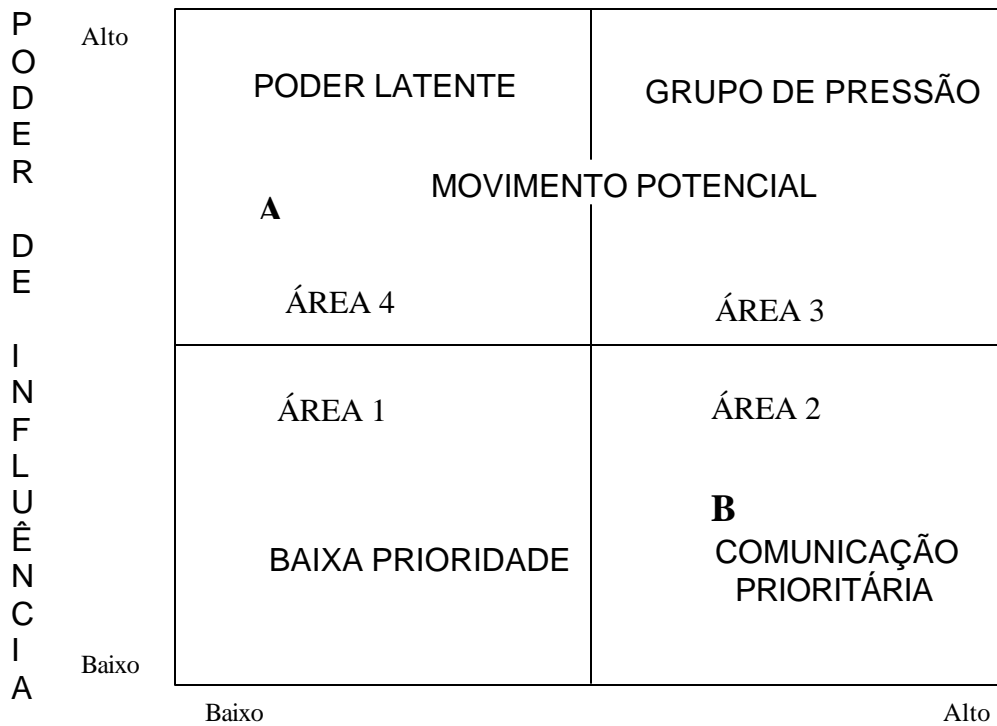 PODER DE INFLUÊNCIA
Alto
PODER LATENTE
GRUPO DE PRESSÃO
MOVIMENTO POTENCIAL
A
ÁREA 4
ÁREA 3
ÁREA 1
ÁREA 2
B
BAIXA PRIORIDADE
COMUNICAÇÃO
PRIORITÁRIA
Baixo
Baixo
Alto